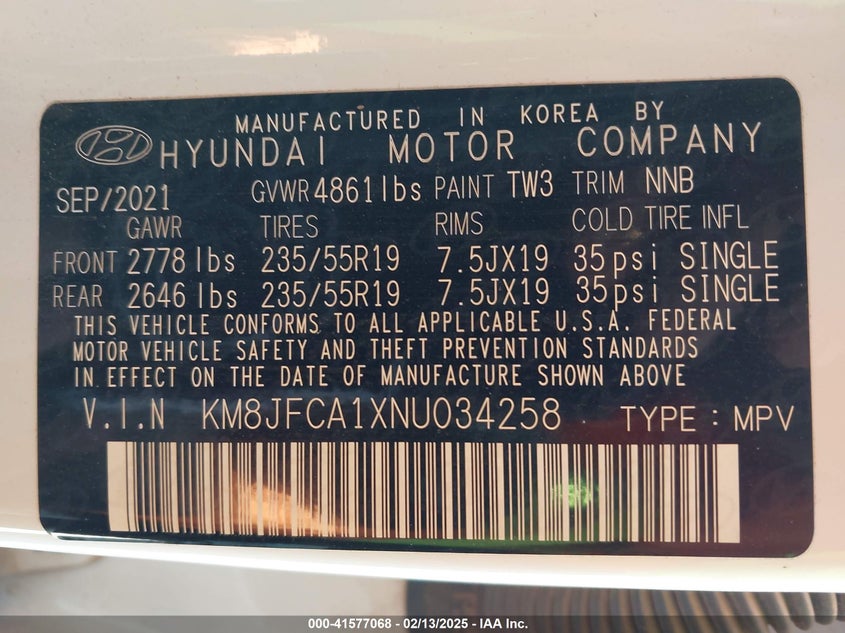 MANUFACTURED IN KOREA BY
HYUNDAI MOTOR COMPANY
SEP/2021 GVWR 4861lbs PAINT TW3 TRIM NNB
GAWR TIRES RIMS COLD TIRE INFL
FRONT 2778 lbs 235/55R19 7.5JX19 35psi SINGLE
REAR 2646 lbs 235/55R19 7.5JX19 35psi SINGLE
THIS VEHICLE CONFORMS TO ALL APPLICABLE U.S.A. FEDERAL
MOTOR VEHICLE SAFETY AND THEFT PREVENTION STANDARDS
IN EFFECT ON THE DATE OF MANUFACTURE SHOWN ABOVE
V.I.N KM8JFCA1XNU034258 TYPE : MPV
000-41577068 - 02/13/2025 - IAA Inc.